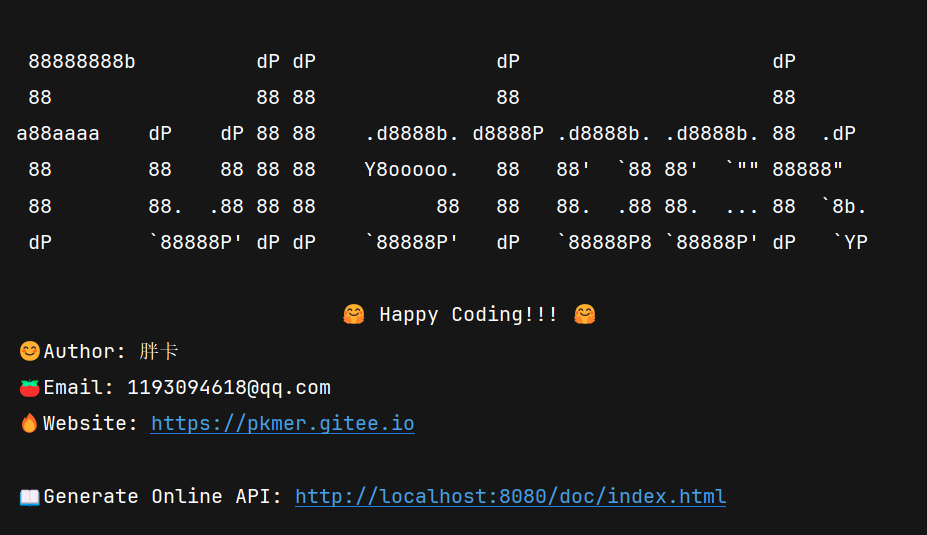 88888888b          dP dP               dP                     dP
 88                 88 88               88                     88
a88aaaa    dP    dP 88 88    .d8888b. d8888P .d8888b. .d8888b. 88  .dP
 88        88    88 88 88    Y8ooooo.   88   88'  `88 88'  `"" 88888"
 88        88.  .88 88 88          88   88   88.  .88 88.  ... 88  `8b.
 dP        `88888P' dP dP    `88888P'   dP   `88888P8 `88888P' dP   `YP
🤗 Happy Coding!!! 🤗
😊Author: 胖卡
🍅Email: 1193094618@qq.com
🔥Website: https://pkmer.gitee.io
📖Generate Online API: http://localhost:8080/doc/index.html